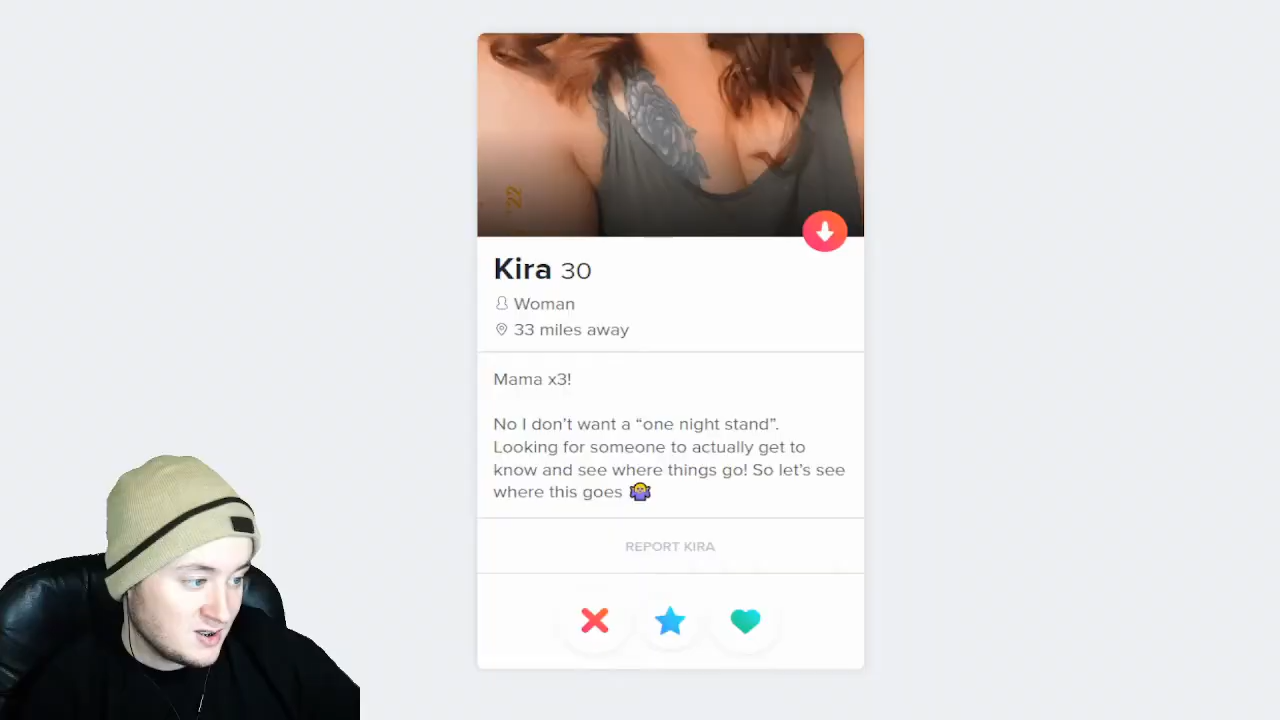 '22
Kira 30
Woman
33 miles away
Mama x3!
No I don't want a “one night stand”.
Looking for someone to actually get to
know and see where things go! So let's see
where this goes 🤷‍♀️
REPORT KIRA